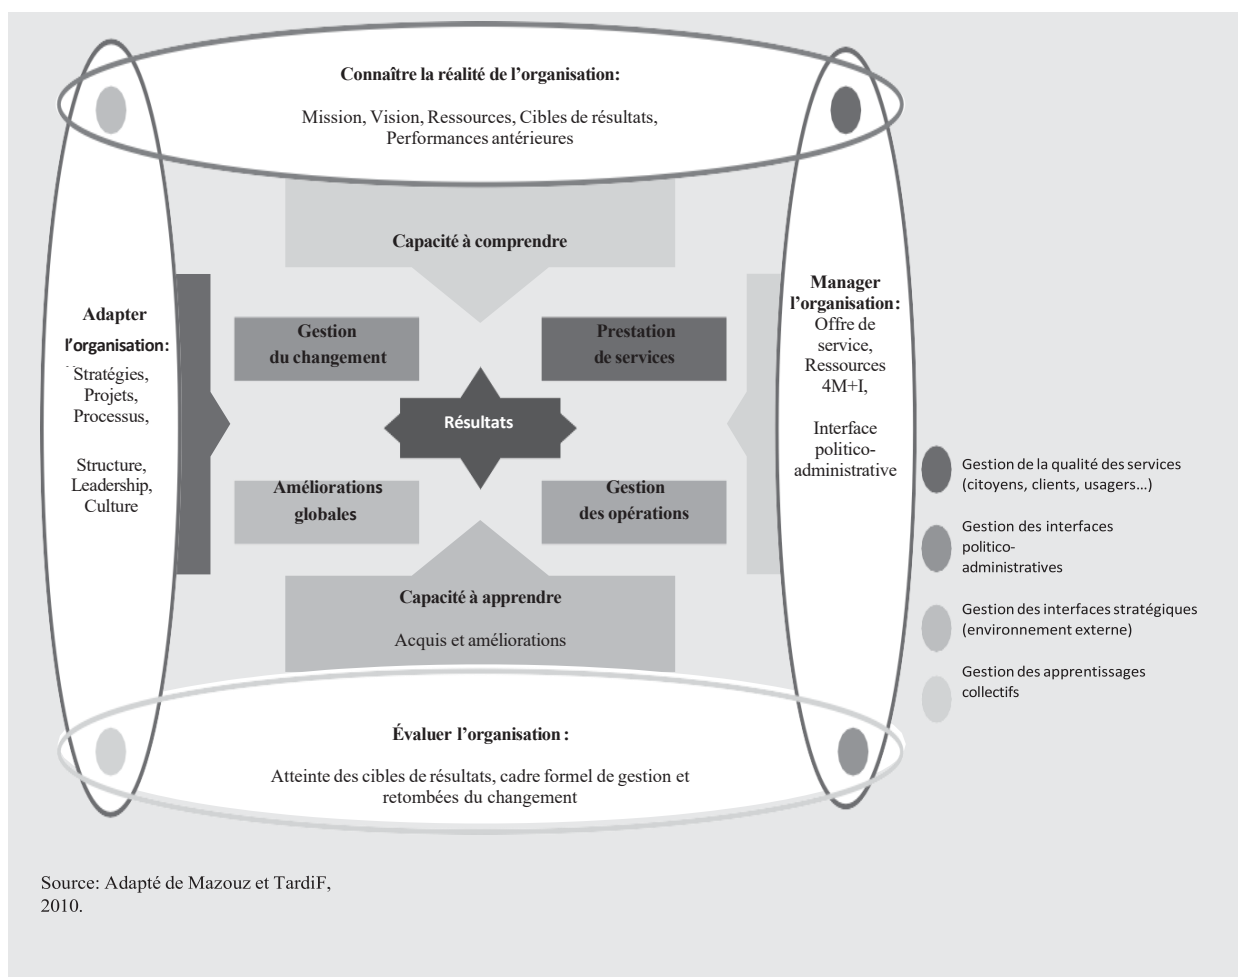 Connaître la réalité de l’organisation:
Mission, Vision, Ressources, Cibles de résultats,
Performances antérieures
Capacité à comprendre
Adapter
l’organisation:
Stratégies,
Projets,
Processus,
Structure,
Leadership,
Culture
Gestion
du changement
Prestation
de services
Résultats
Améliorations
globales
Gestion
des opérations
Manager
l’organisation:
Offre de
service,
Ressources
4M+I,
Interface
politico-
administrative
Capacité à apprendre
Acquis et améliorations
Évaluer l’organisation :
Atteinte des cibles de résultats, cadre formel de gestion et
retombées du changement
Gestion de la qualité des services
(citoyens, clients, usagers…)
Gestion des interfaces
politico-
administratives
Gestion des interfaces stratégiques
(environnement externe)
Gestion des apprentissages
collectifs
Source: Adapté de Mazouz et TardiF,
2010.